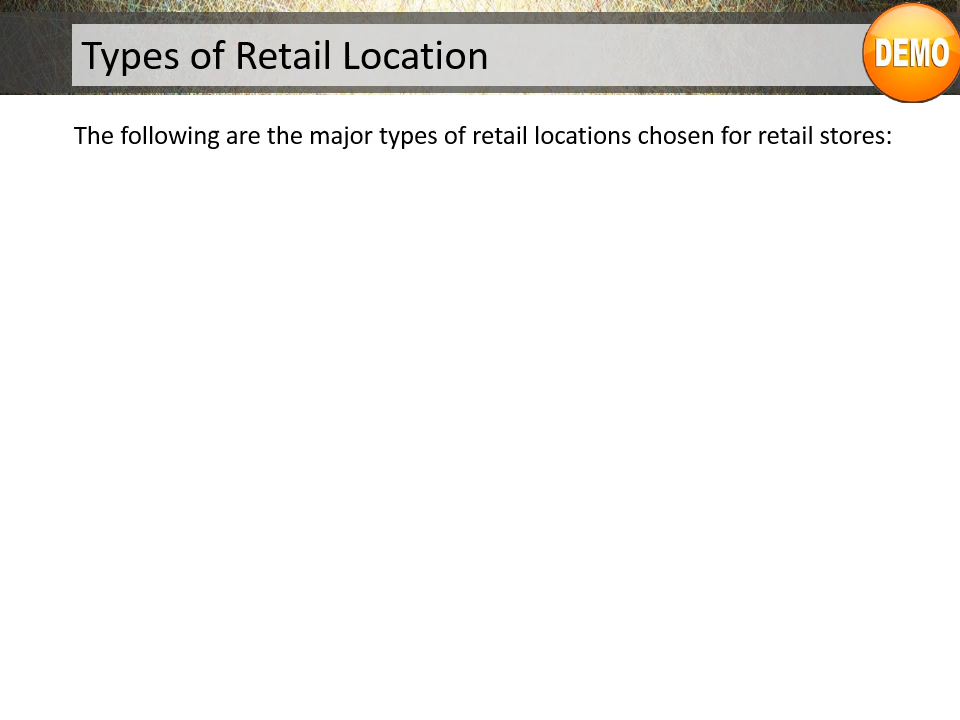 Types of Retail Location
DEMO
The following are the major types of retail locations chosen for retail stores: